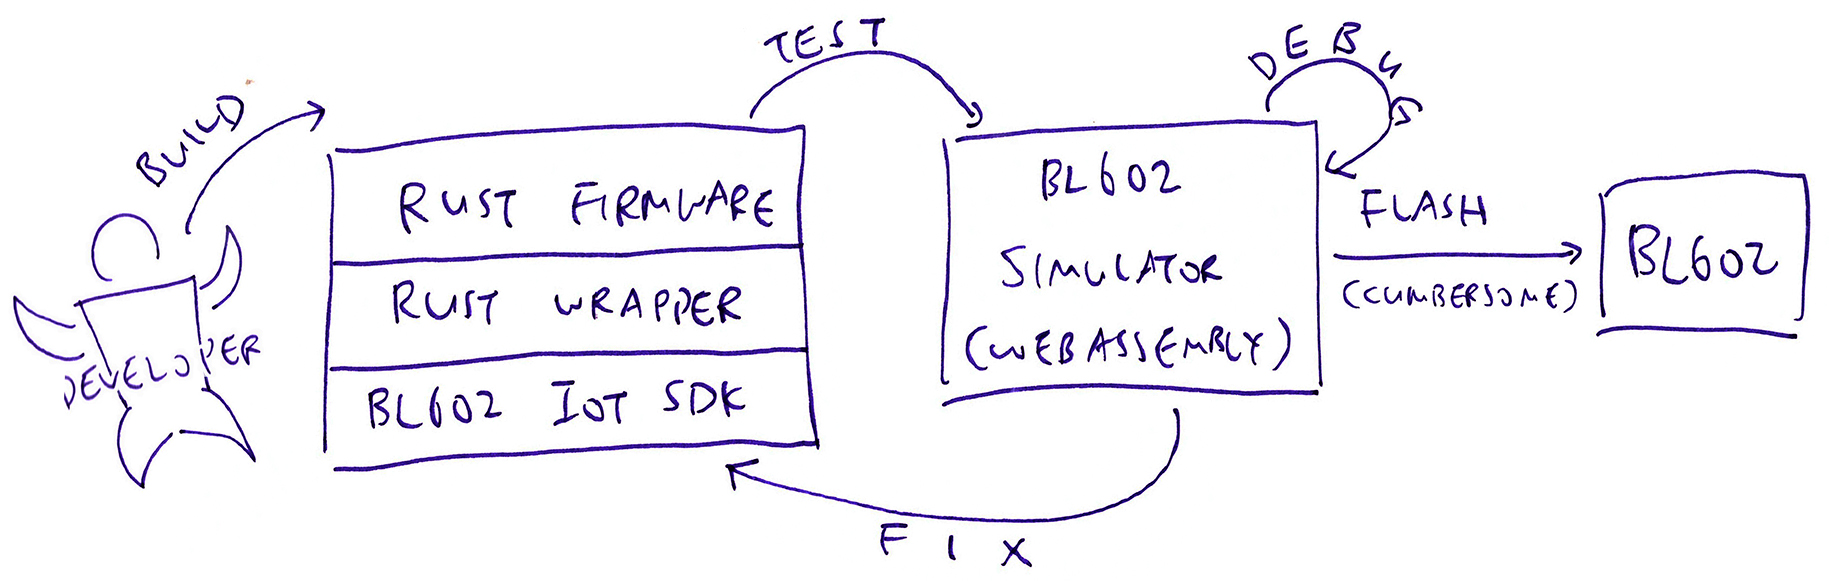 BUILD
DEVELOPER
RUST FIRMWARE
RUST WRAPPER
BL602 IOT SDK
TEST
BL602
SIMULATOR
(WEBASSEMBLY)
DEBUG
FIX
FLASH
(CUMBERSOME)
BL602